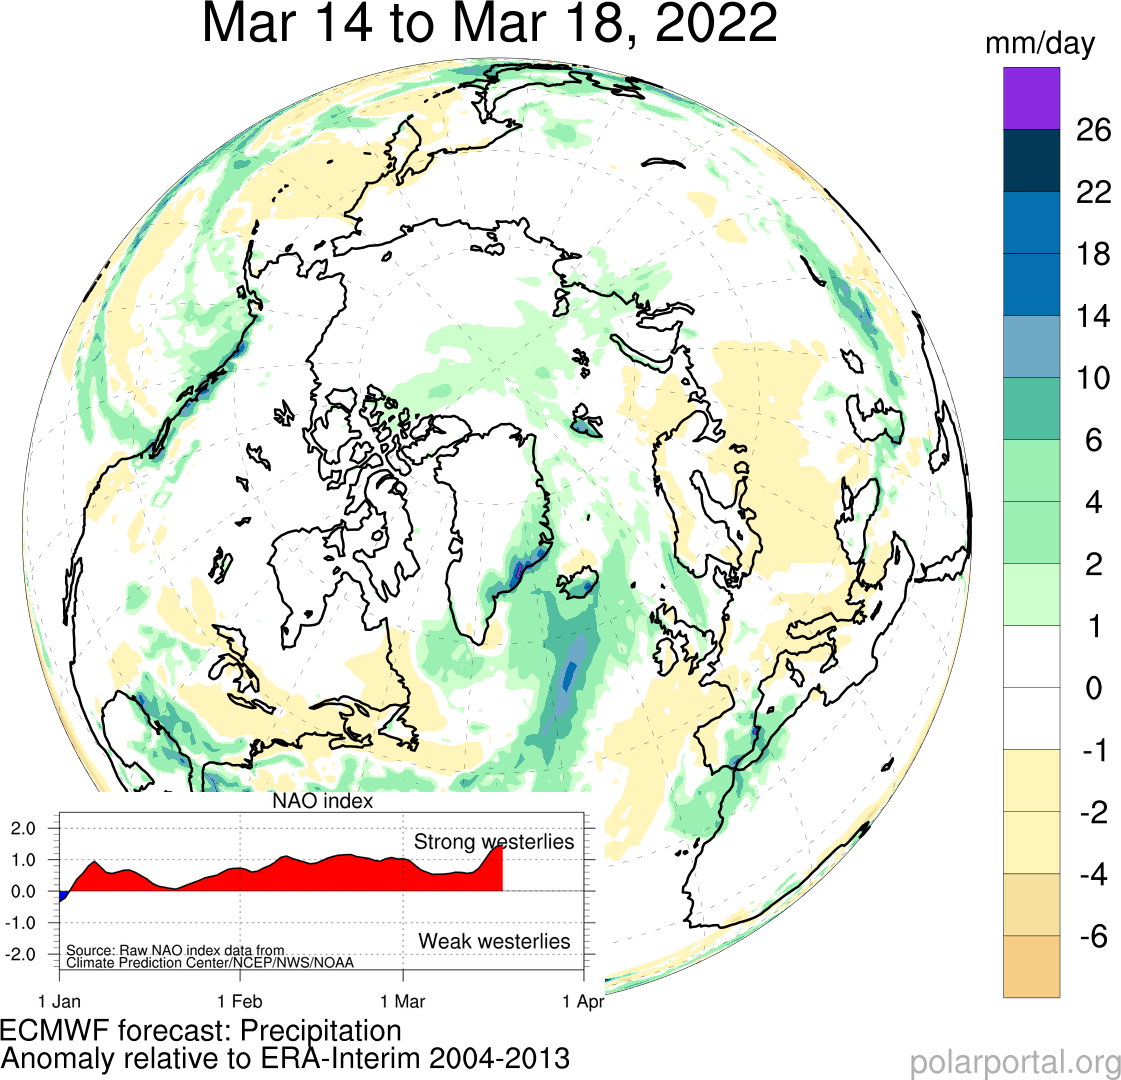 Mar 14 to Mar 18, 2022
mm/day
26
22
18
14
10
6
4
2
1
0
-1
-2
-4
-6
NAO index
2.0
1.0
0.0
-1.0
-2.0
Strong westerlies
Weak westerlies
Source: Raw NAO index data from
Climate Prediction Center/NCEP/NWS/NOAA
1 Jan 1 Feb 1 Mar 1 Apr
ECMWF forecast: Precipitation
Anomaly relative to ERA-Interim 2004-2013
polarportal.org